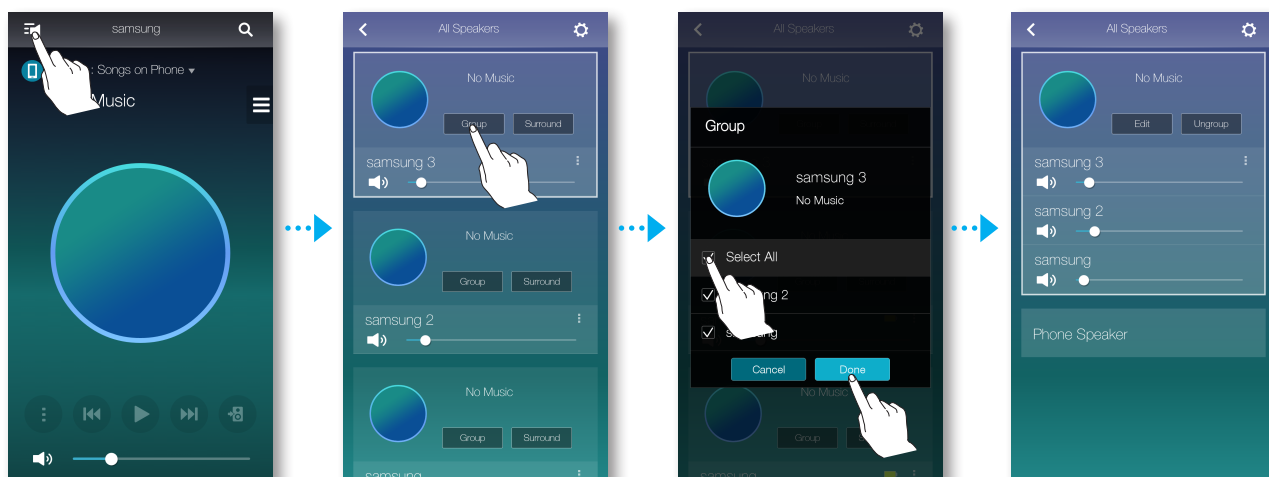 samsung
: Songs on Phone
Music
All Speakers
No Music
Group Surround
samsung 3
No Music
Group Surround
samsung 2
No Music
Group Surround
samsung
All Speakers
No Music
Group
samsung 3
No Music
Select All
ng 2
Cancel Done
No Music
Group
samsung
All Speakers
No Music
Edit Ungroup
samsung 3
samsung 2
samsung
Phone Speaker